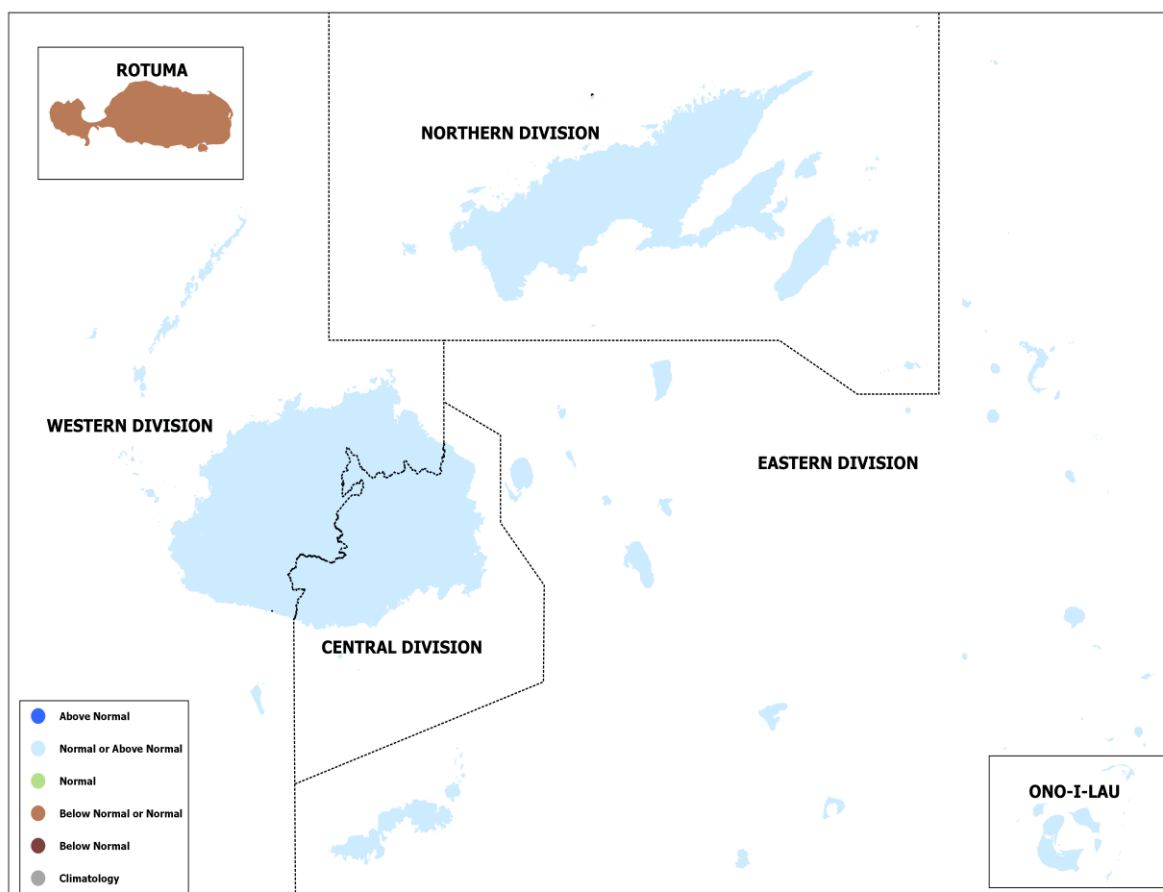 ROTUMA
NORTHERN DIVISION
WESTERN DIVISION
EASTERN DIVISION
CENTRAL DIVISION
Above Normal
Normal or Above Normal
Normal
Below Normal or Normal
Below Normal
Climatology
ONO-I-LAU